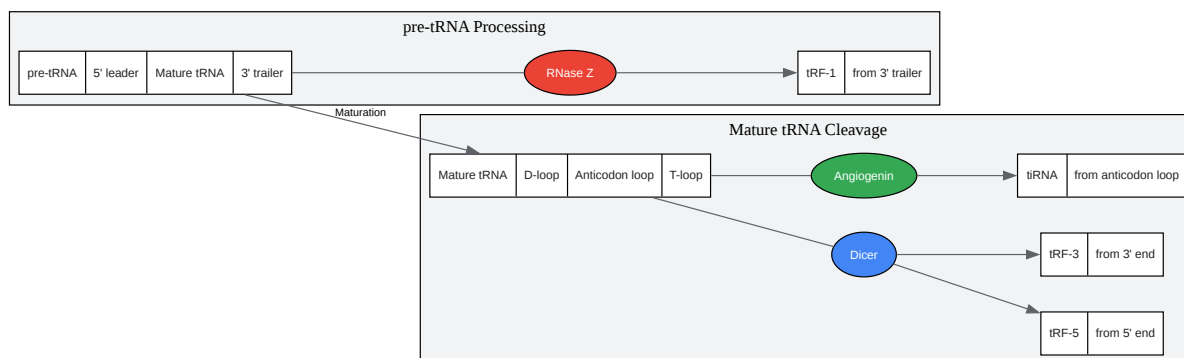 pre-tRNA Processing
pre-tRNA
5' leader
Mature tRNA
3' trailer
RNase Z
tRF-1
from 3' trailer
Maturation
Mature tRNA Cleavage
Mature tRNA
D-loop
Anticodon loop
T-loop
Angiogenin
tiRNA
from anticodon loop
Dicer
tRF-3
from 3' end
tRF-5
from 5' end